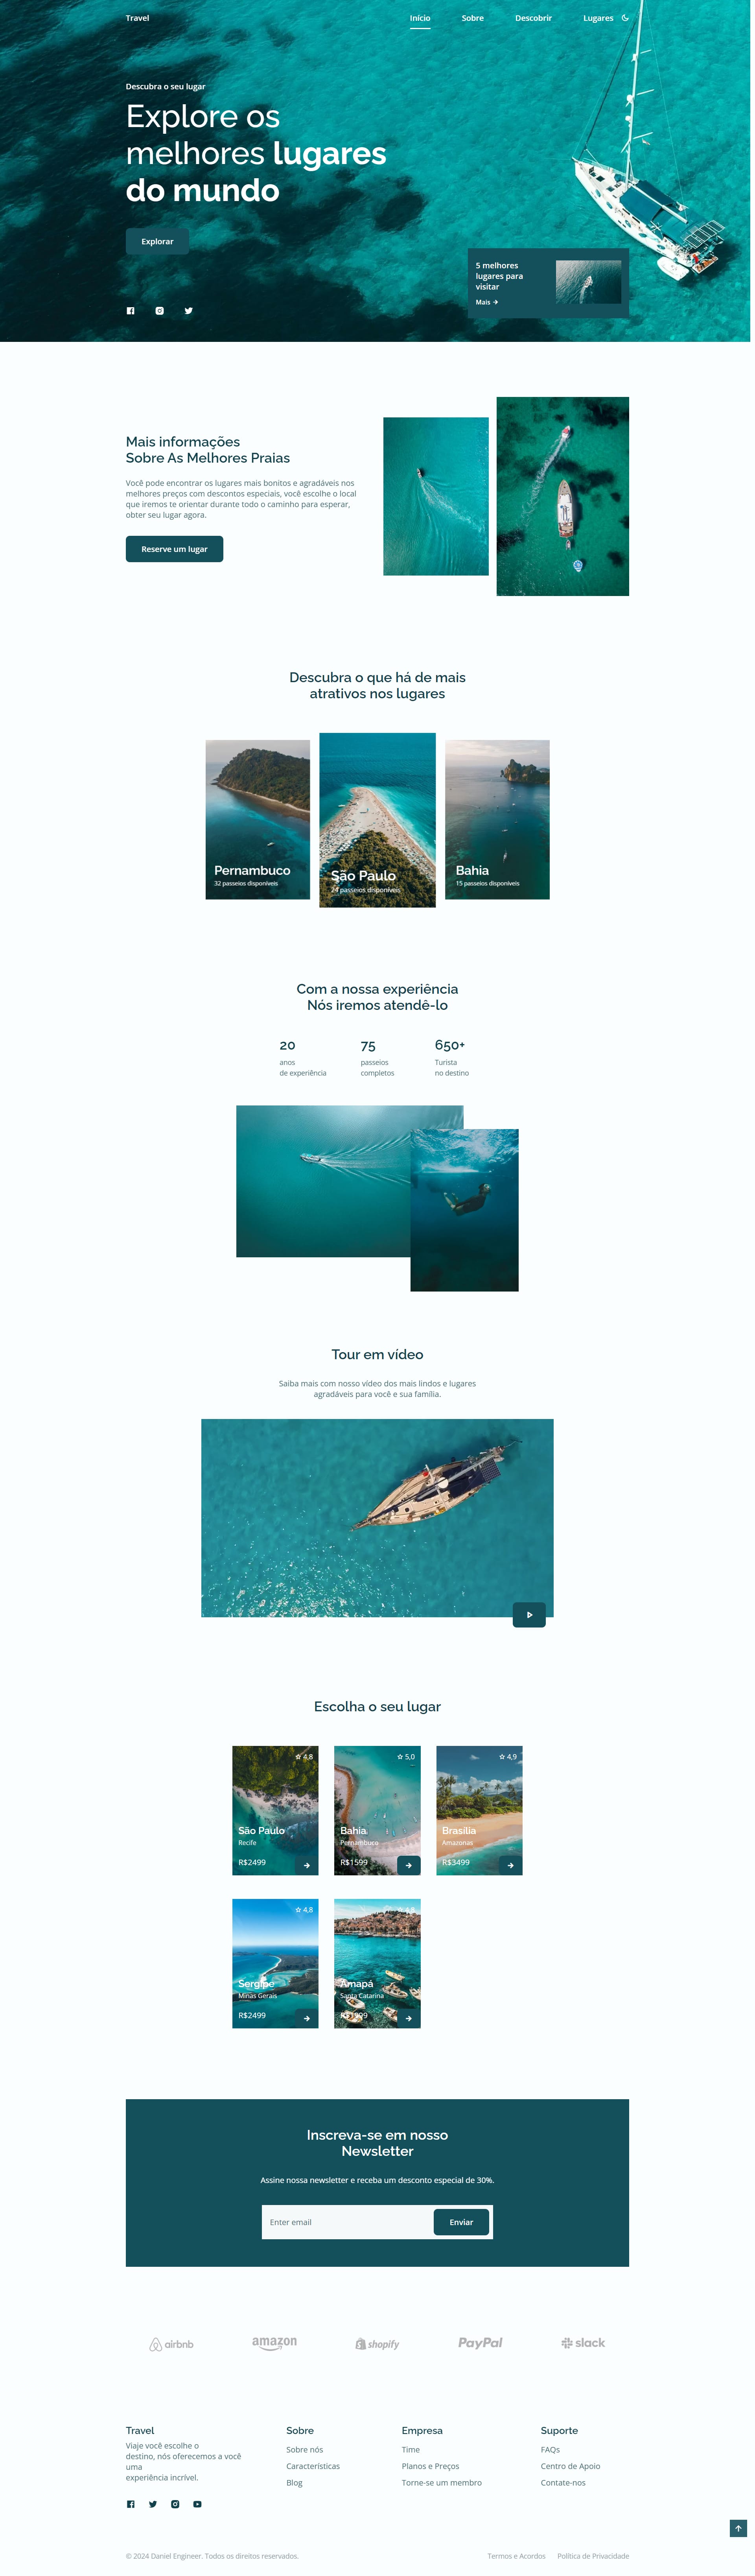 Travel
Início
Sobre
Descobrir
Lugares
Descubra o seu lugar
Explore os
melhores lugares
do mundo
Explorar
5 melhores
lugares para
visitar
Mais
Mais informações
Sobre As Melhores Praias
Você pode encontrar os lugares mais bonitos e agradáveis nos
melhores preços com descontos especiais, você escolhe o local
que iremos te orientar durante todo o caminho para esperar,
obter seu lugar agora.
Reserve um lugar
Descubra o que há de mais
atrativos nos lugares
Pernambuco
32 passeios disponíveis
São Paulo
24 passeios disponíveis
Bahia
15 passeios disponíveis
Com a nossa experiência
Nós iremos atendê-lo
20
anos
de experiência
75
passeios
completos
650+
Turista
no destino
Tour em vídeo
Saiba mais com nosso vídeo dos mais lindos e lugares
agradáveis para você e sua família.
Escolha o seu lugar
4,8
São Paulo
Recife
R$2499
5,0
Bahia
Pernambuco
R$1599
4,9
Brasília
Amazonas
R$3499
4,8
Sergipe
Minas Gerais
R$2499
Amapá
Santa Catarina
Inscreva-se em nosso
Newsletter
Assine nossa newsletter e receba um desconto especial de 30%.
Enter email
Enviar
airbnb
amazon
shopify
PayPal
slack
Travel
Viaje você escolhe o
destino, nós oferecemos a você
uma
experiência incrível.
Sobre
Sobre nós
Características
Blog
Empresa
Time
Planos e Preços
Torne-se um membro
Suporte
FAQs
Centro de Apoio
Contate-nos
© 2024 Daniel Engineer. Todos os direitos reservados.
Termos e Acordos
Política de Privacidade